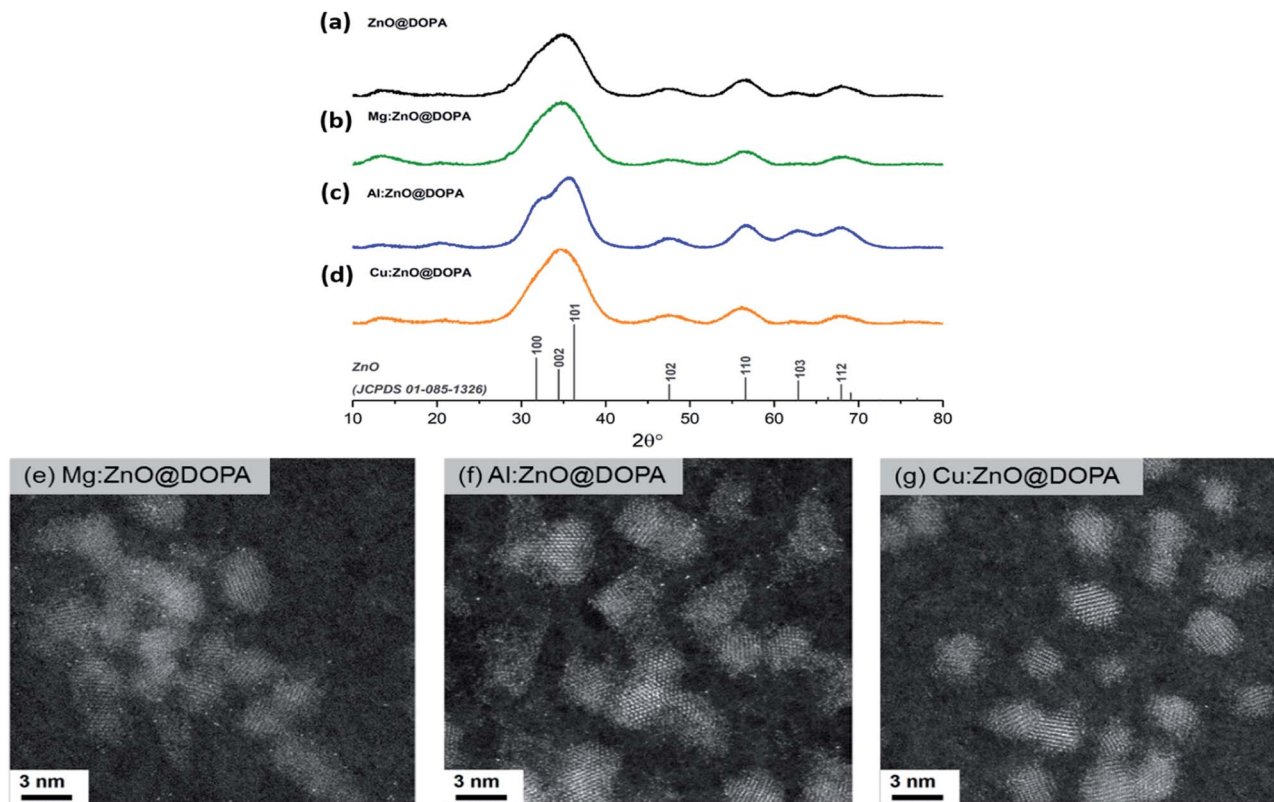 (a) ZnO@DOPA
(b) Mg:ZnO@DOPA
(c) Al:ZnO@DOPA
(d) Cu:ZnO@DOPA
100
002
101
102
110
103
112
ZnO
(JCPDS 01-085-1326)
10 20 30 40 50 60 70 80
2θ°
(e) Mg:ZnO@DOPA
(f) Al:ZnO@DOPA
(g) Cu:ZnO@DOPA
3 nm
3 nm
3 nm